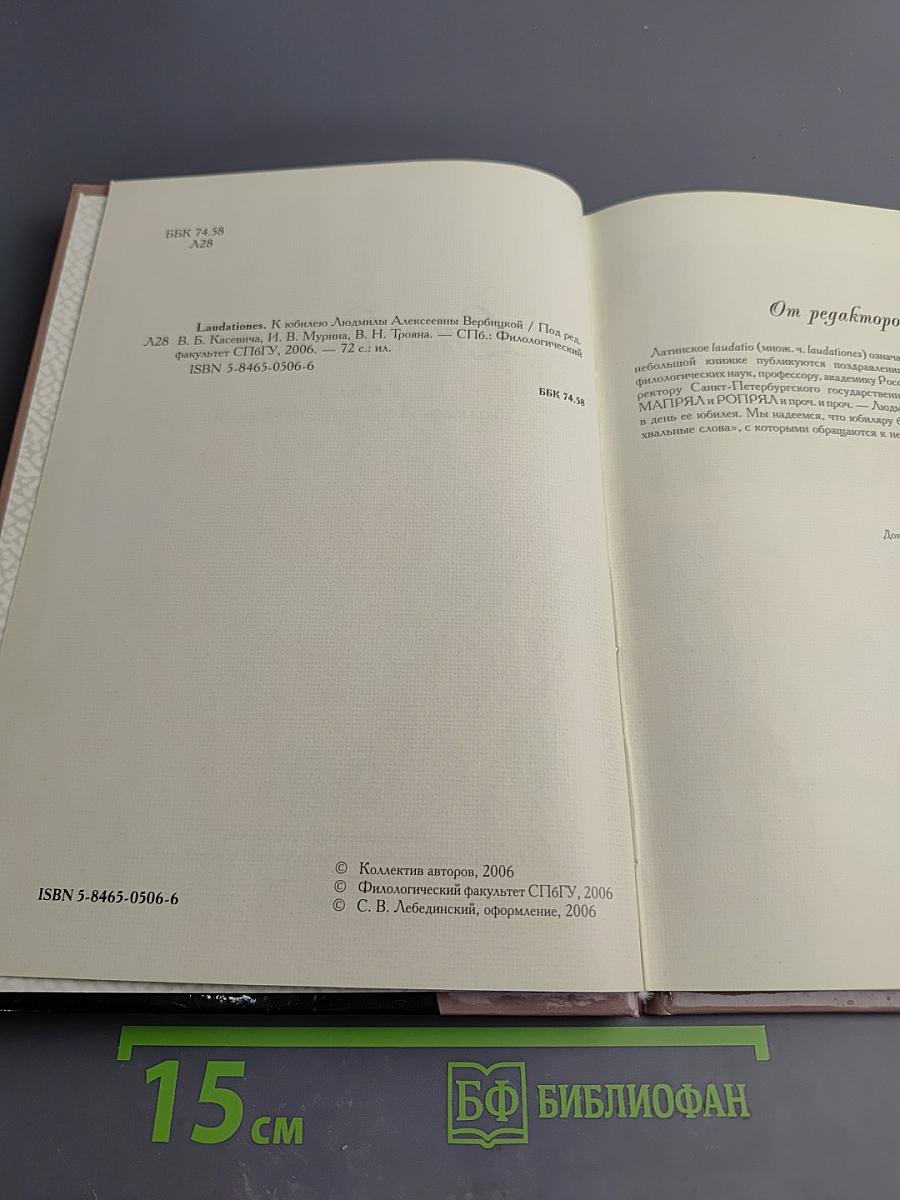 ББК 74.58
Л28
Laudationes. К юбилею Людмилы Алексеевны Вербицкой / Под ред.
Л28 В. Б. Касевича, И. В. Мурина, В. Н. Трояна. — СПб.: Филологический
факультет СПбГУ, 2006. — 72 с.: ил.
ISBN 5-8465-0506-6
ББК 74.58
© Коллектив авторов, 2006
© Филологический факультет СПбГУ, 2006
ISBN 5-8465-0506-6
© С. В. Лебединский, оформление, 2006
От редакторо
Латинское laudatio (множ. ч. laudationes) означа
небольшой книжке публикуются поздравлени
филологических наук, профессору, академику Росс
ректору Санкт-Петербургского государственн
МАПРЯЛ и РОПРЯЛ и проч. и проч. — Людм
в день ее юбилея. Мы надеемся, что юбиляру б
хвальные слова», с которыми обращаются к не
15 см
БФ БИБЛИОФАН